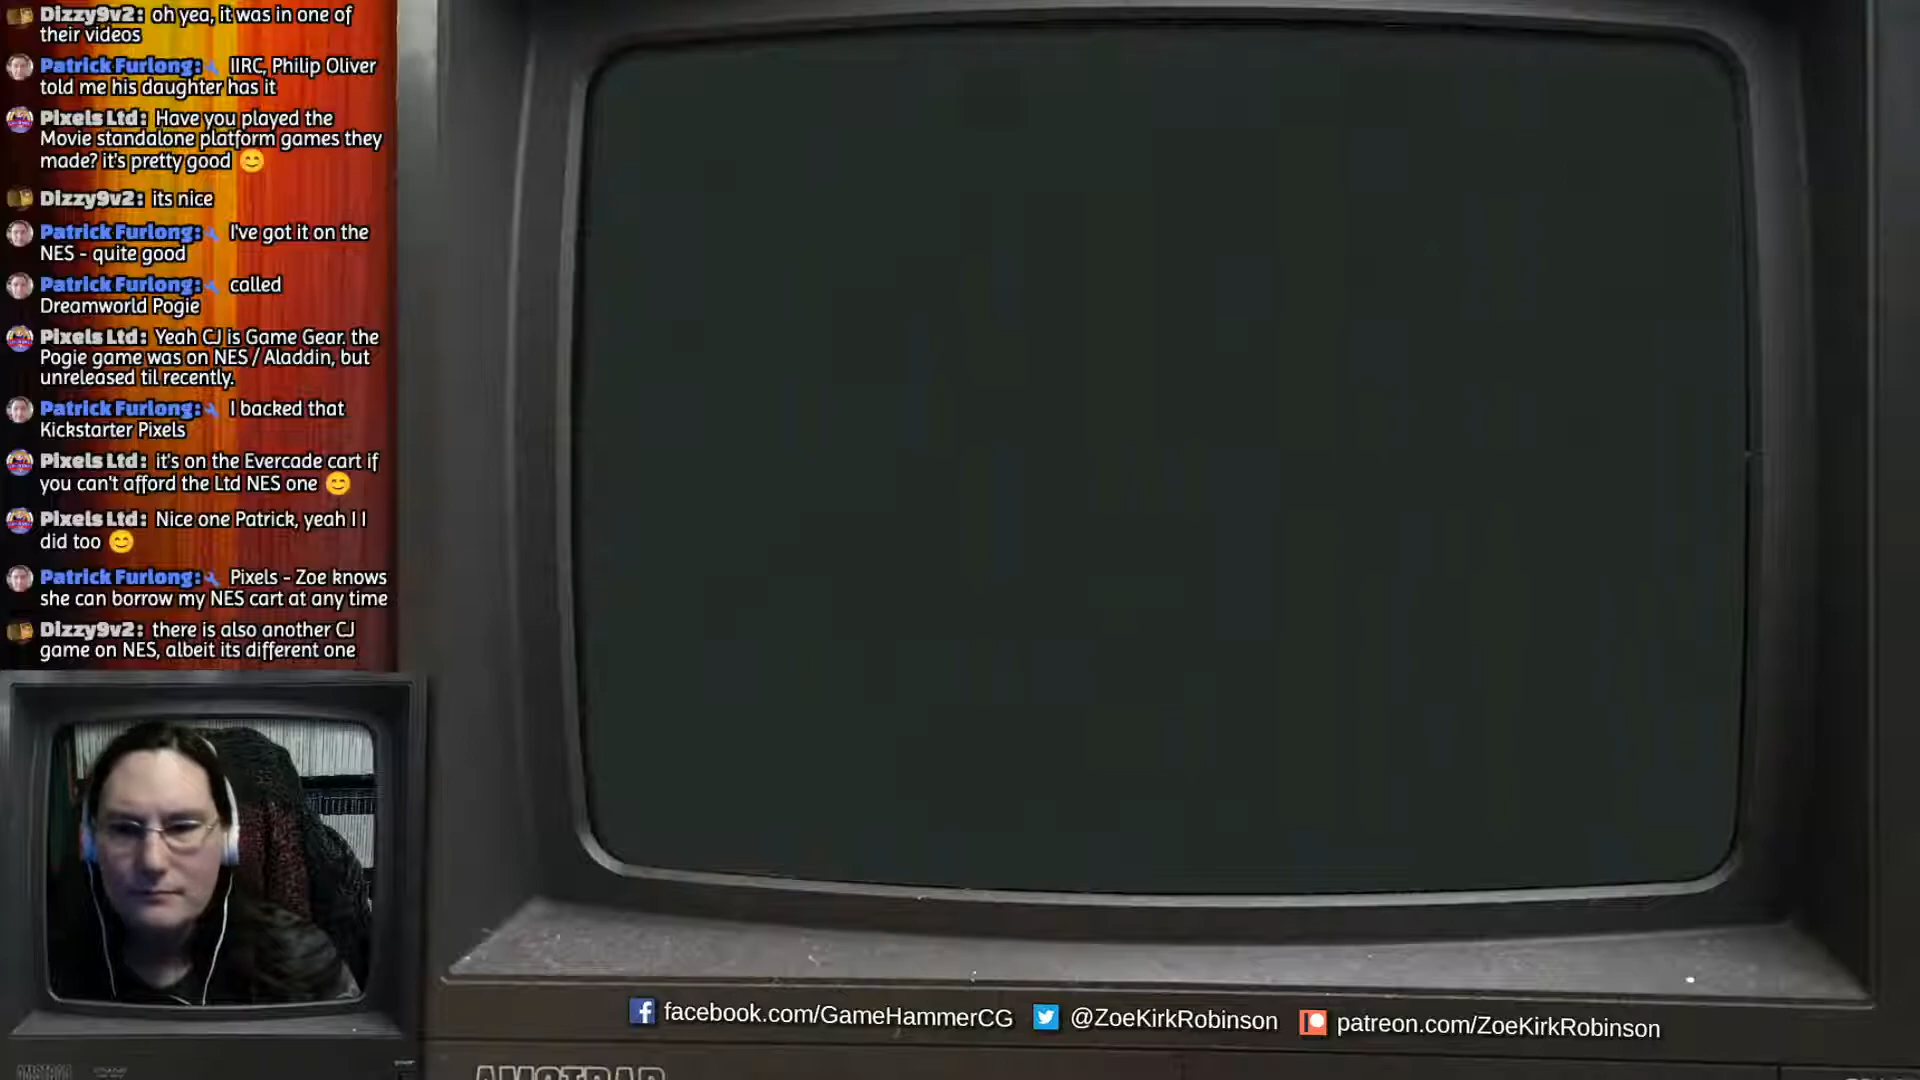 Dizzy9v2: oh yea, it was in one of
their videos
Patrick Furlong: IIRC, Philip Oliver
told me his daughter has it
Pixels Ltd: Have you played the
Movie standalone platform games they
made? it's pretty good 😊
Dizzy9v2: its nice
Patrick Furlong: I've got it on the
NES - quite good
Patrick Furlong: called
Dreamworld Pogie
Pixels Ltd: Yeah CJ is Game Gear. the
Pogie game was on NES / Aladdin, but
unreleased til recently.
Patrick Furlong: I backed that
Kickstarter Pixels
Pixels Ltd: it's on the Evercade cart if
you can't afford the Ltd NES one 😊
Pixels Ltd: Nice one Patrick, yeah I I
did too 😊
Patrick Furlong: Pixels - Zoe knows
she can borrow my NES cart at any time
Dizzy9v2: there is also another CJ
game on NES, albeit its different one
facebook.com/GameHammerCG @ZoeKirkRobinson patreon.com/ZoeKirkRobinson
AMSTRAD
AMSTRAD